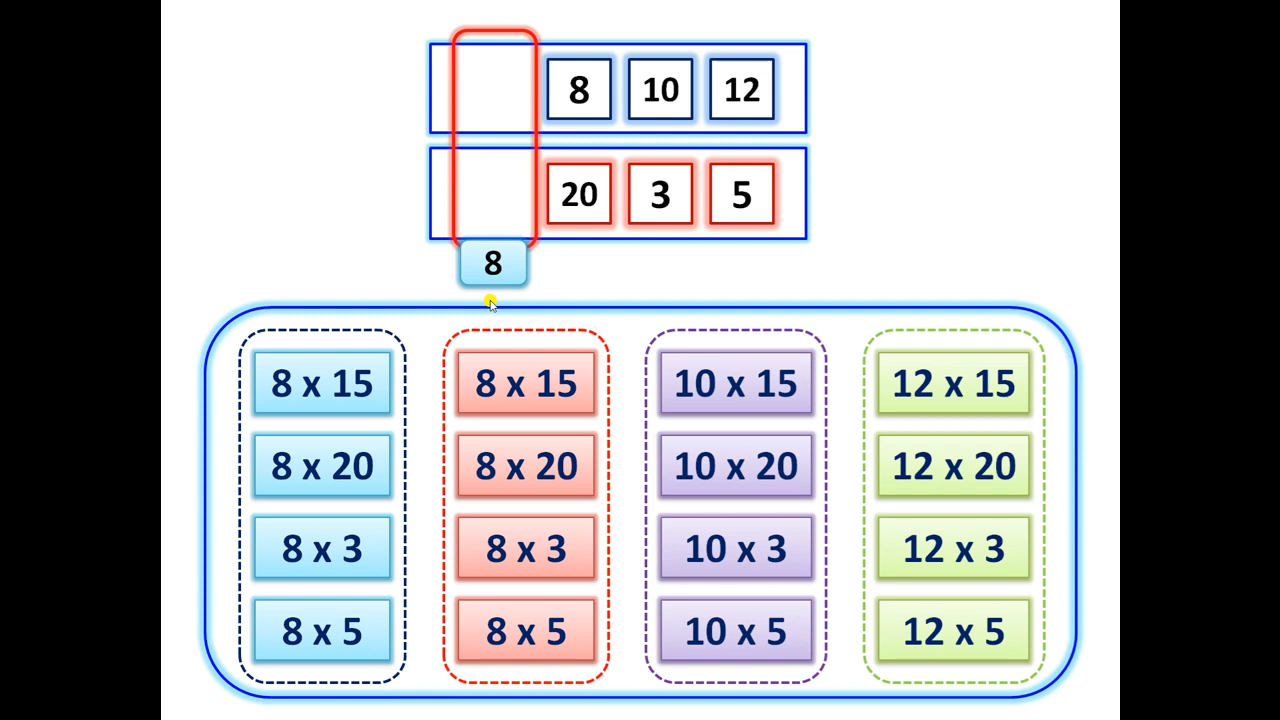 8 10 12
20 3 5
8
8 x 15 8 x 15 10 x 15 12 x 15
8 x 20 8 x 20 10 x 20 12 x 20
8 x 3 8 x 3 10 x 3 12 x 3
8 x 5 8 x 5 10 x 5 12 x 5